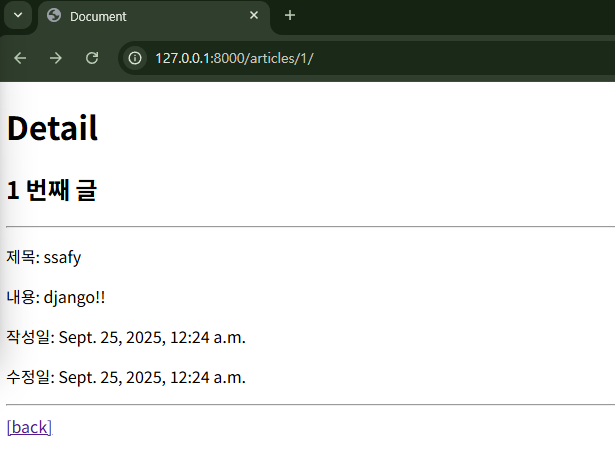 Document
127.0.0.1:8000/articles/1/
Detail
1 번째 글
제목: ssafy
내용: django!!
작성일: Sept. 25, 2025, 12:24 a.m.
수정일: Sept. 25, 2025, 12:24 a.m.
[back]